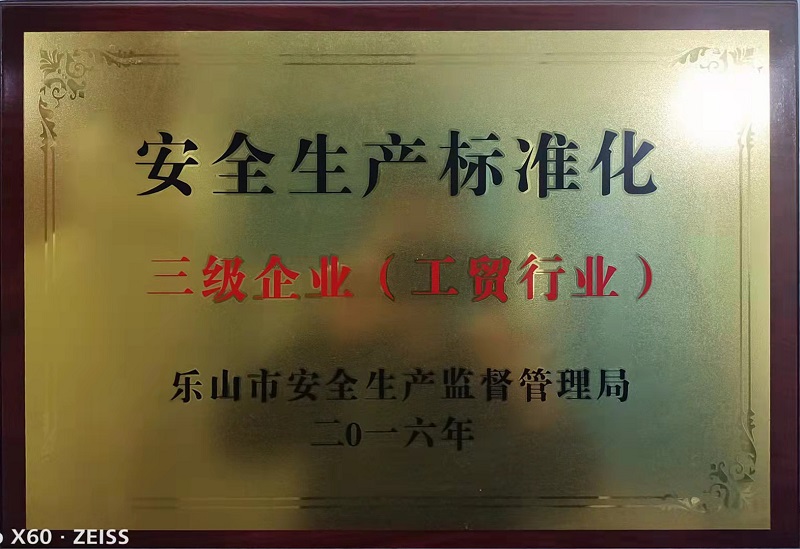 安全生产标准化
三级企业（工贸行业）
乐山市安全生产监督管理局
二0一六年
X60 · ZEISS